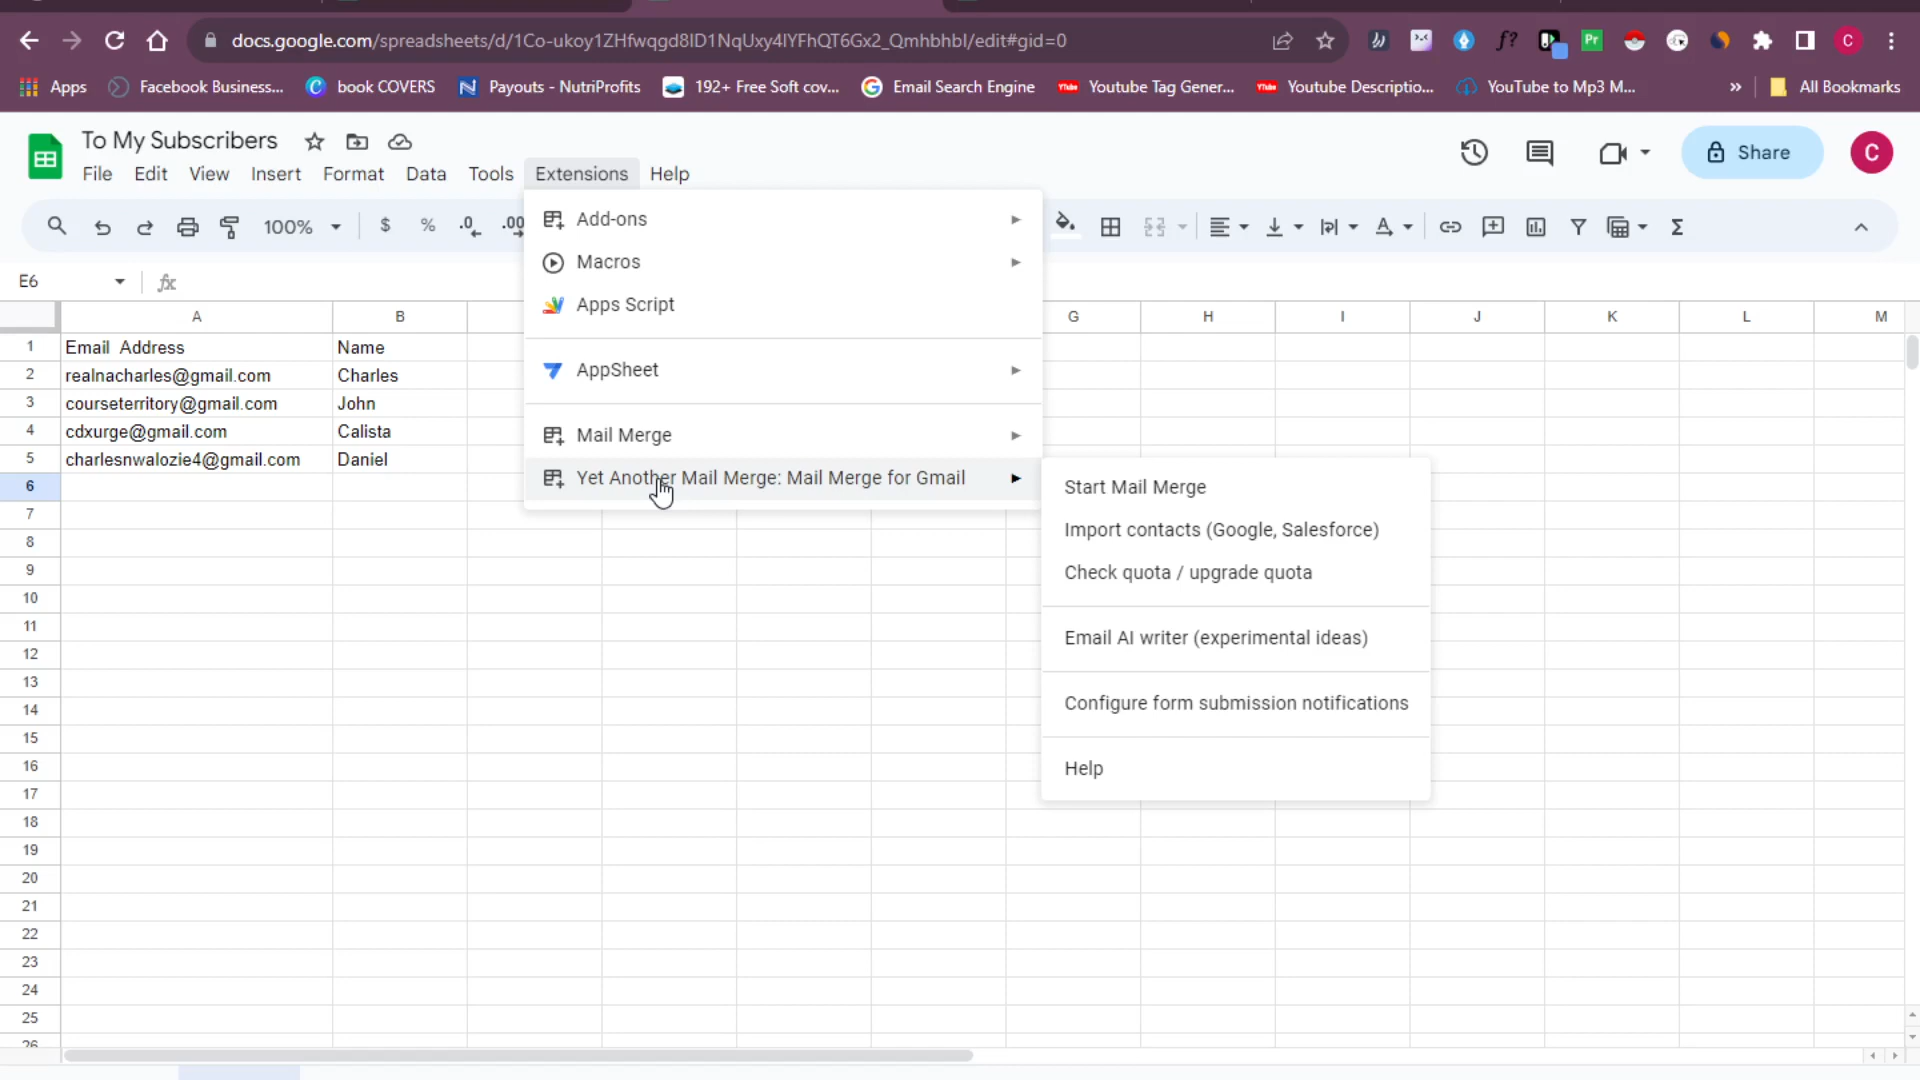 docs.google.com/spreadsheets/d/1Co-ukoy1ZHfwqgd8lD1NqUxy4lYFhQT6Gx2_Qmhbhbl/edit#gid=0
Pr
C
Apps
Facebook Business...
book COVERS
Payouts - NutriProfits
192+ Free Soft cov...
Email Search Engine
Youtube Tag Gener...
Youtube Descriptio...
YouTube to Mp3 M...
»
All Bookmarks
To My Subscribers
File Edit View Insert Format Data Tools Extensions Help
Share
C
100% $ % .0 .00
E6
fx
A B G H I J K L M
1 Email Address Name
2 realnacharles@gmail.com Charles
3 courseterritory@gmail.com John
4 cdxurge@gmail.com Calista
5 charlesnwalozie4@gmail.com Daniel
6
7
8
9
10
11
12
13
14
15
16
17
18
19
20
21
22
23
24
25
26
Add-ons
Macros
Apps Script
AppSheet
Mail Merge
Yet Another Mail Merge: Mail Merge for Gmail
Start Mail Merge
Import contacts (Google, Salesforce)
Check quota / upgrade quota
Email AI writer (experimental ideas)
Configure form submission notifications
Help